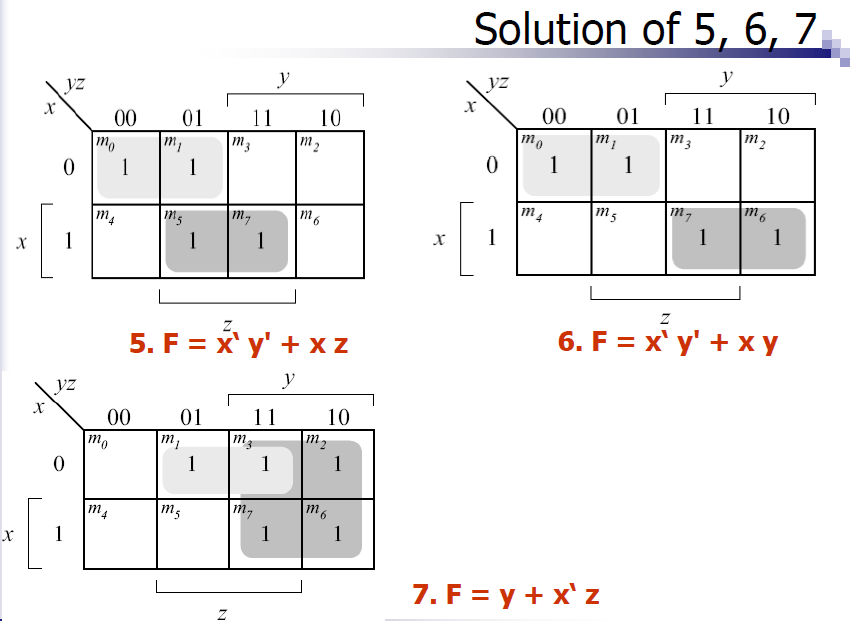 Solution of 5, 6, 7
yz
x
y
00 01 11 10
0
m0 1
m1 1
m3
m2
x
1
m4
m5 1
m7 1
m6
z
5. F = x‛ y' + x z
yz
x
y
00 01 11 10
0
m0 1
m1 1
m3
m2
x
1
m4
m5
m7 1
m6 1
z
6. F = x‛ y' + x y
yz
x
y
00 01 11 10
0
m0
m1 1
m3 1
m2 1
x
1
m4
m5
m7 1
m6 1
z
7. F = y + x‛ z